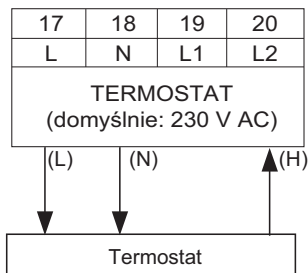 17 18 19 20
L N L1 L2
TERMOSTAT
(domyślnie: 230 V AC)
(L) (N) (H)
Termostat